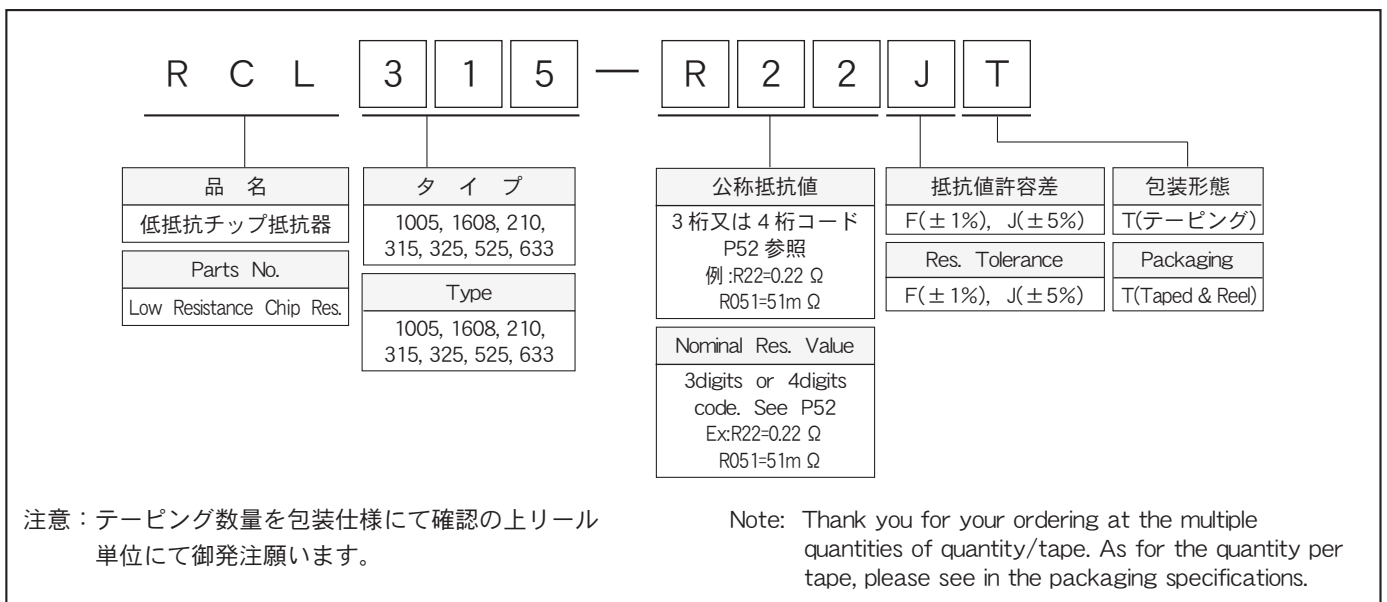 RCL 315－R22JT
品 名
低抵抗チップ抵抗器
Parts No.
Low Resistance Chip Res.
タ イ プ
1005, 1608, 210,
315, 325, 525, 633
Type
1005, 1608, 210,
315, 325, 525, 633
公称抵抗値
3 桁又は 4 桁コード
P52 参照
例 :R22=0.22 Ω
R051=51m Ω
Nominal Res. Value
3digits or 4digits
code. See P52
Ex:R22=0.22 Ω
R051=51m Ω
抵抗値許容差
F(±1%), J(±5%)
Res. Tolerance
F(±1%), J(±5%)
包装形態
T(テーピング)
Packaging
T(Taped & Reel)
注意：テーピング数量を包装仕様にて確認の上リール
単位にて御発注願います。
Note: Thank you for your ordering at the multiple
quantities of quantity/tape. As for the quantity per
tape, please see in the packaging specifications.